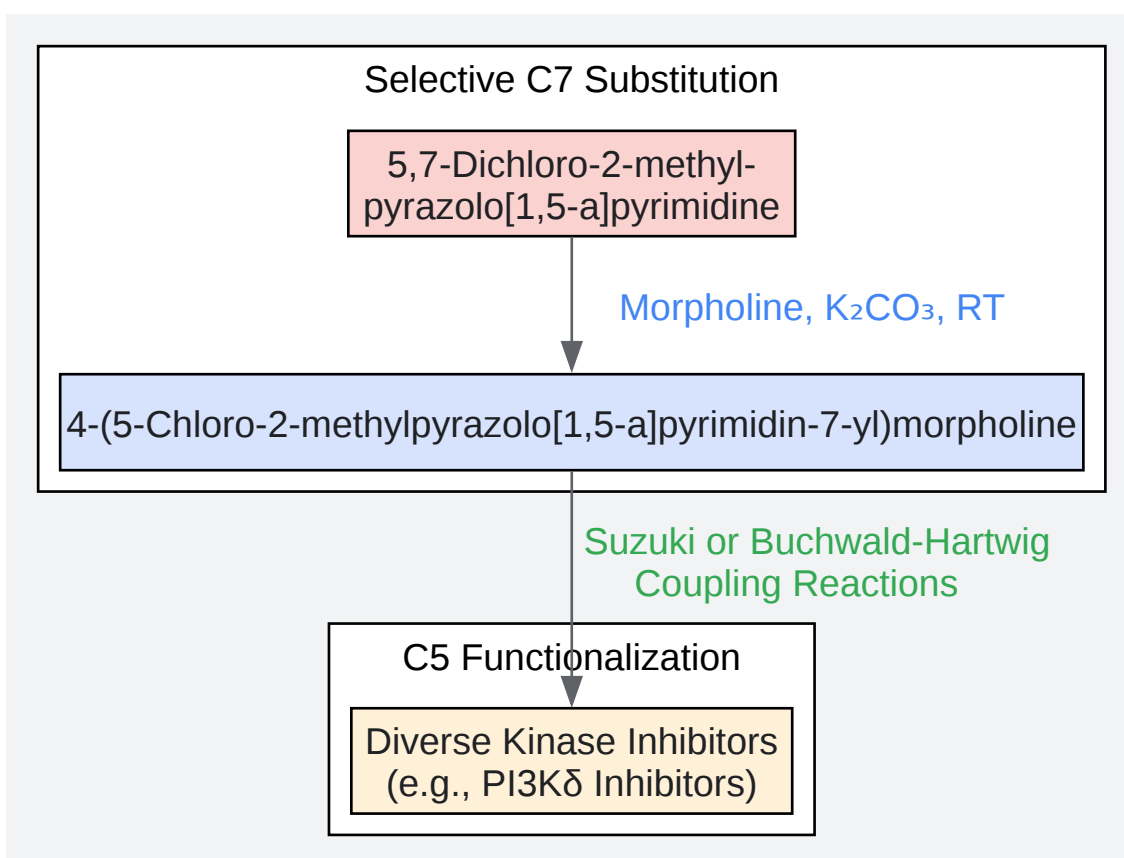 Selective C7 Substitution
5,7-Dichloro-2-methyl-
pyrazolo[1,5-a]pyrimidine
Morpholine, K₂CO₃, RT
4-(5-Chloro-2-methylpyrazolo[1,5-a]pyrimidin-7-yl)morpholine
Suzuki or Buchwald-Hartwig
Coupling Reactions
C5 Functionalization
Diverse Kinase Inhibitors
(e.g., PI3Kδ Inhibitors)